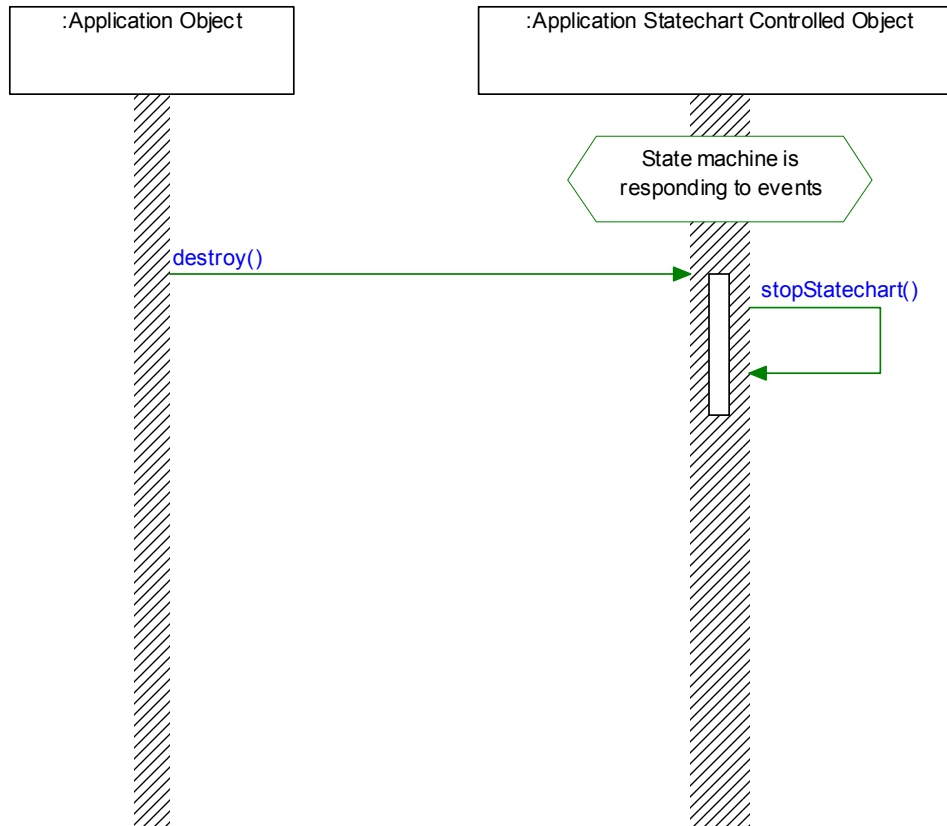 :Application Object
:Application Statechart Controlled Object
State machine is
responding to events
destroy()
stopStatechart()